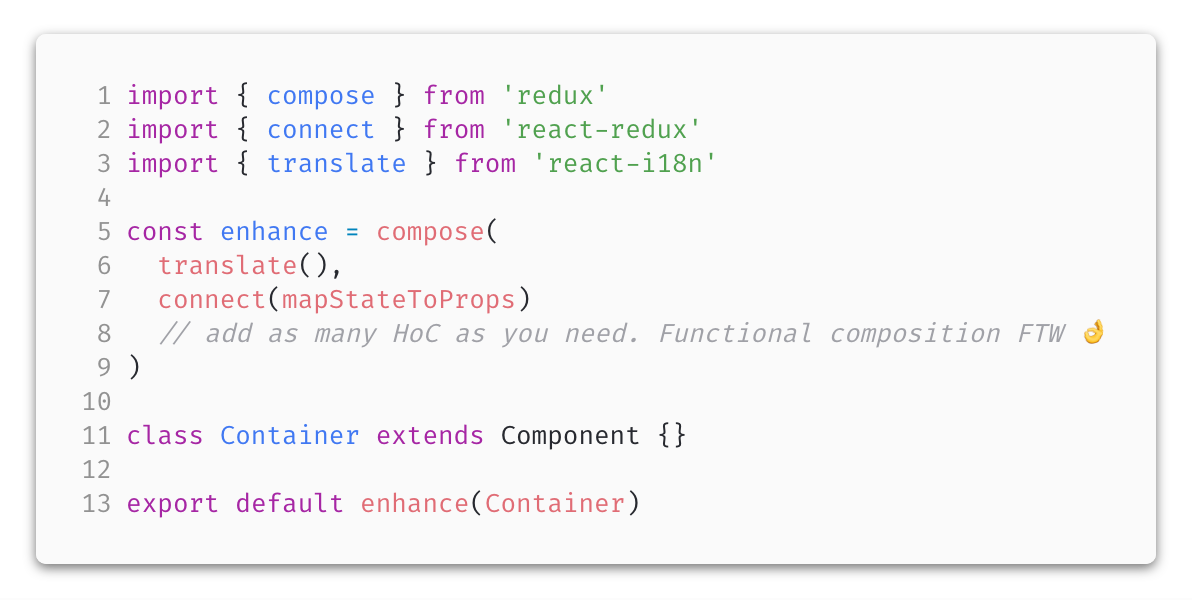 1 import { compose } from 'redux'
2 import { connect } from 'react-redux'
3 import { translate } from 'react-i18n'
4
5 const enhance = compose(
6   translate(),
7   connect(mapStateToProps)
8   // add as many HoC as you need. Functional composition FTW 👌
9 )
10
11 class Container extends Component {}
12
13 export default enhance(Container)